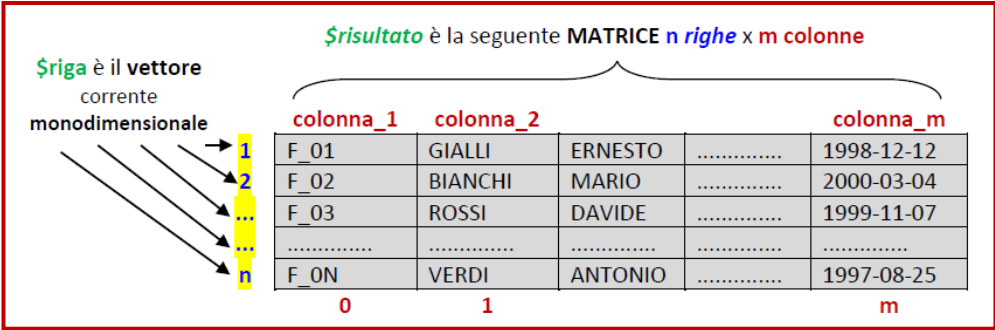 $risultato è la seguente MATRICE n righe x m colonne
$riga è il vettore
corrente
monodimensionale
colonna_1 colonna_2 colonna_m
1 F_01 GIALLI ERNESTO .............. 1998-12-12
2 F_02 BIANCHI MARIO .............. 2000-03-04
... F_03 ROSSI DAVIDE .............. 1999-11-07
... .............. .............. .............. .............. ..............
n F_0N VERDI ANTONIO .............. 1997-08-25
0 1 m